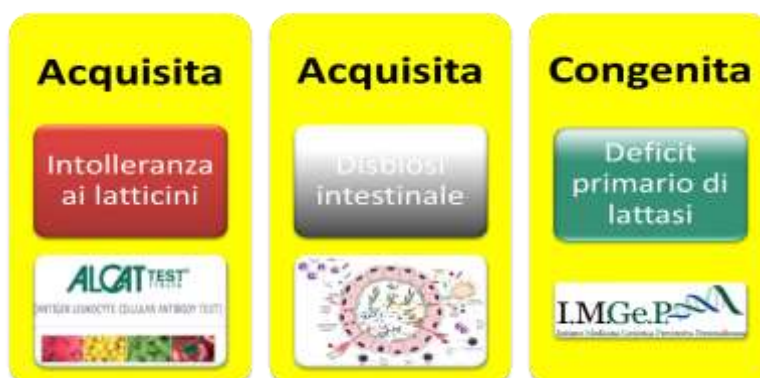 Acquisita
Intolleranza
ai latticini
ALCAT TEST
ITALIA
(ANTIGEN LEUKOCYTE CELLULAR ANTIBODY TEST)
Acquisita
Disbiosi
intestinale
Congenita
Deficit
primario di
lattasi
I.M.Ge.P.